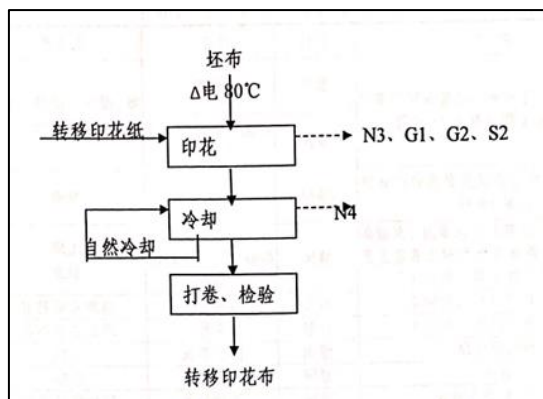 坯布
Δ电 80℃
转移印花纸
印花
N3、G1、G2、S2
冷却
N4
自然冷却
打卷、检验
转移印花布